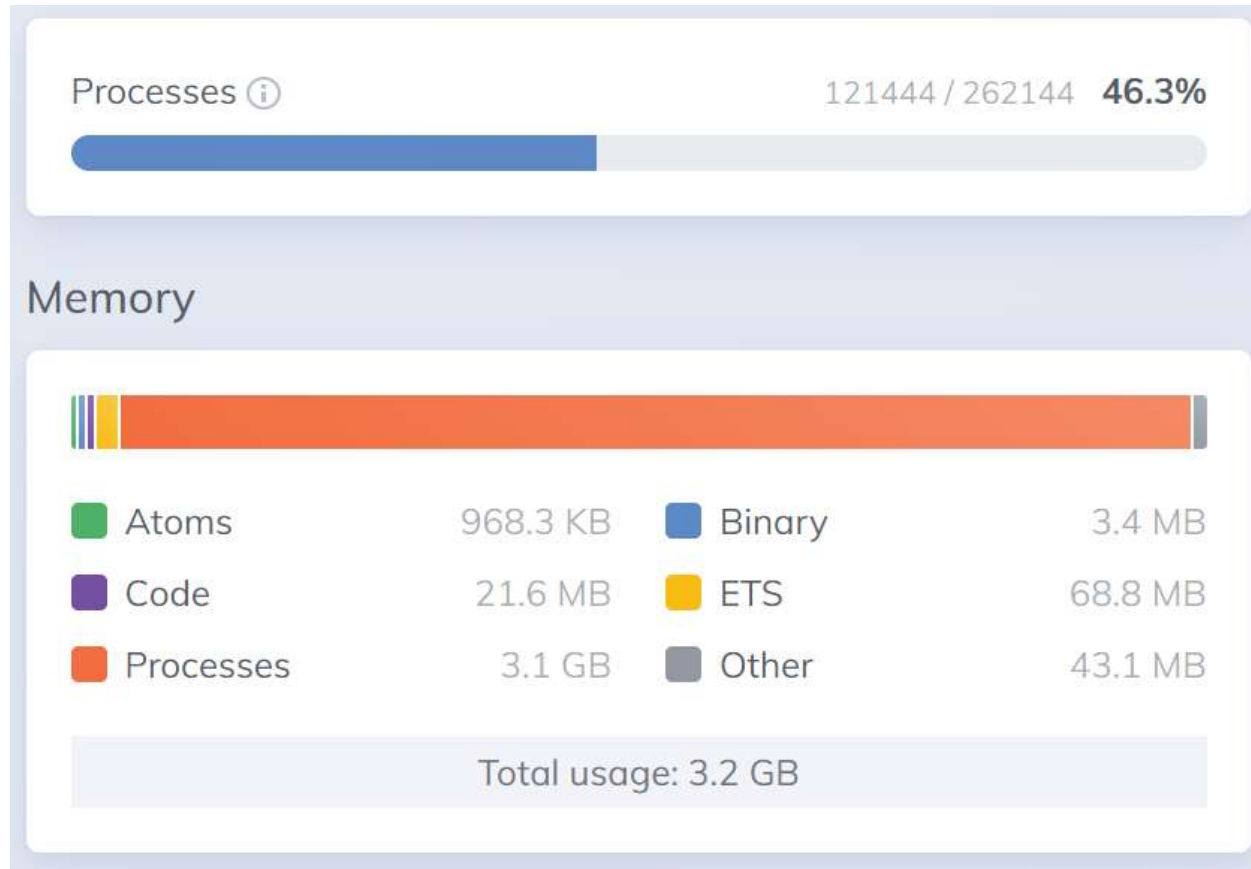 Processes 121444 / 262144 46.3%
Memory
Atoms 968.3 KB Binary 3.4 MB
Code 21.6 MB ETS 68.8 MB
Processes 3.1 GB Other 43.1 MB
Total usage: 3.2 GB